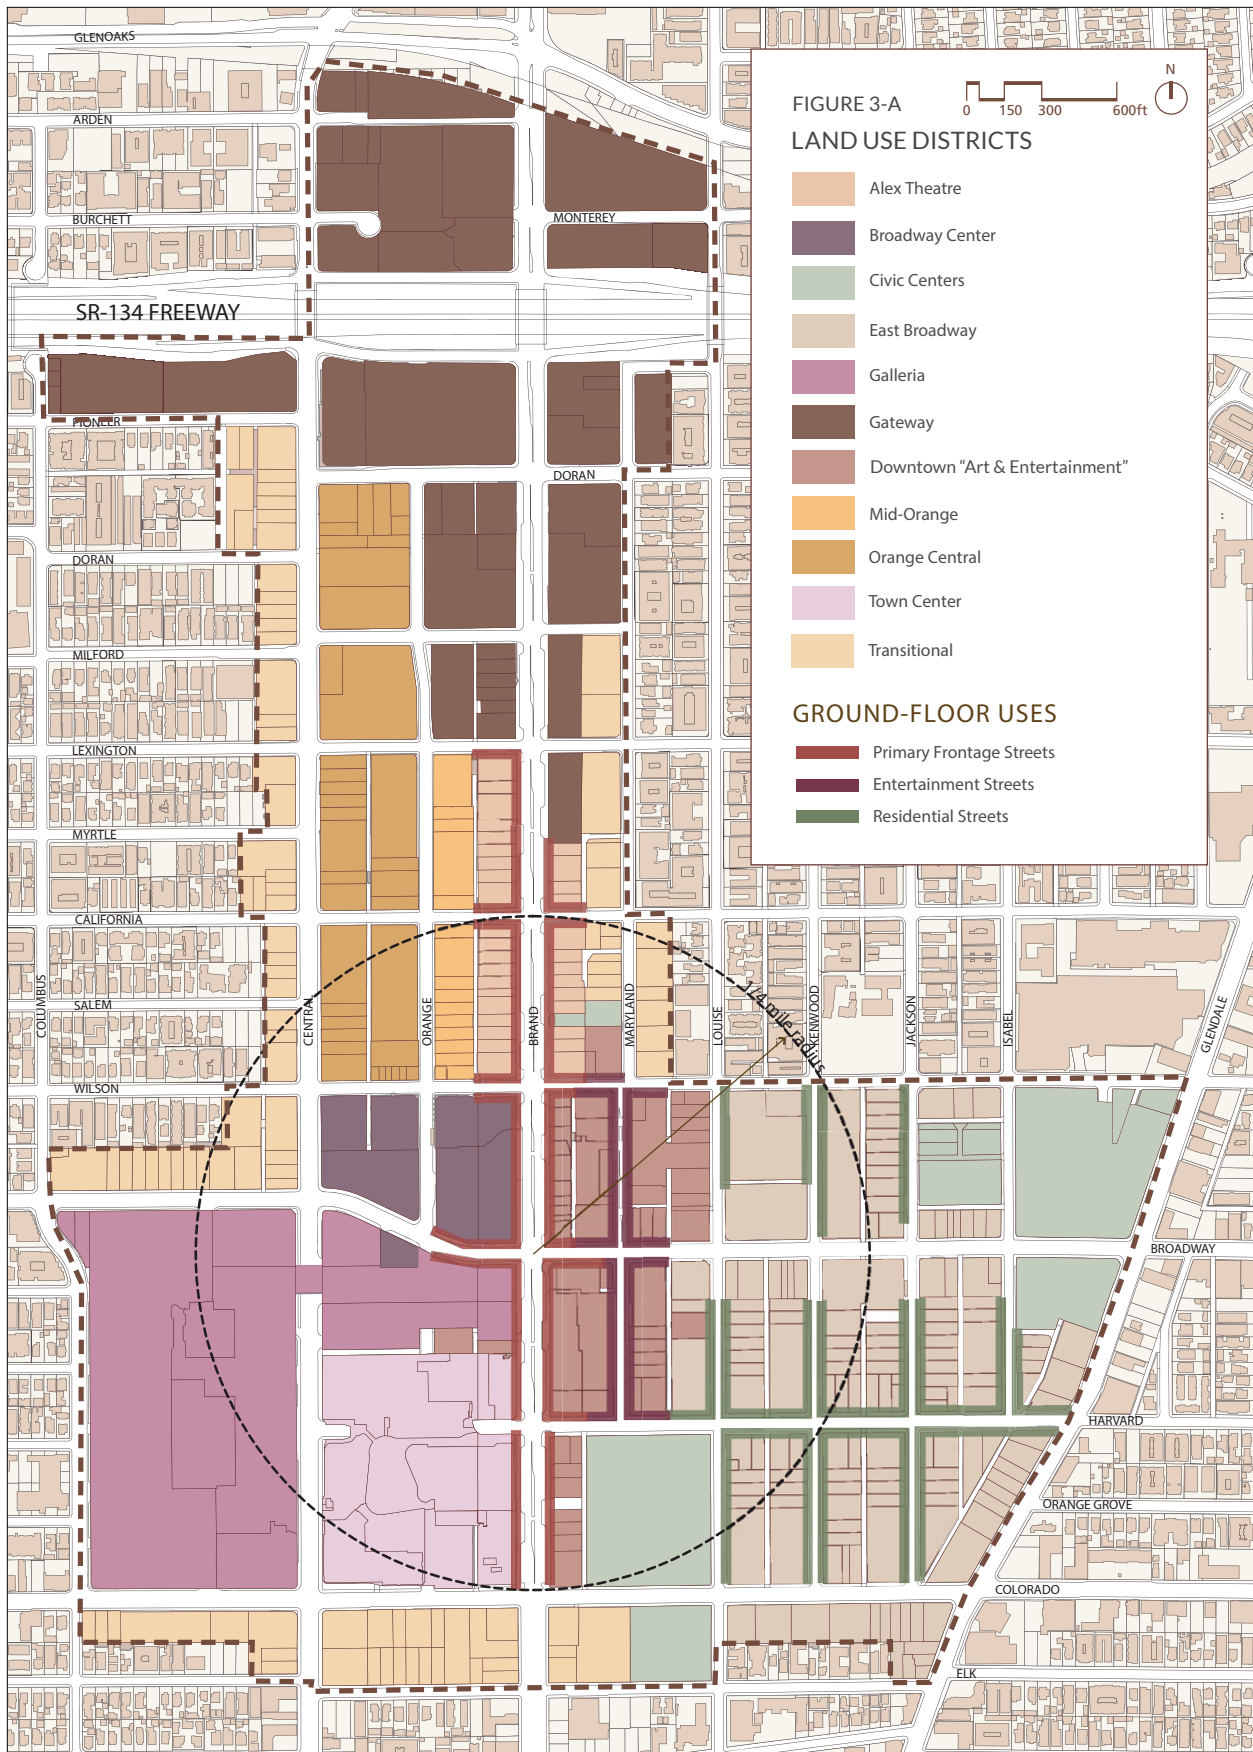 GLENOAKS
ARDEN
BURCHETT
MONTEREY
SR-134 FREEWAY
PIONEER
DORAN
DORAN
MILFORD
LEXINGTON
MYRTLE
CALIFORNIA
SALEM
WILSON
COLUMBUS
CENTRAL
ORANGE
BRAND
MARYLAND
LOUISE
KENWOOD
JACKSON
ISABEL
GLENDALE
1/4 mile radius
BROADWAY
HARVARD
ORANGE GROVE
COLORADO
ELK
FIGURE 3-A
LAND USE DISTRICTS
N
0 150 300 600ft
Alex Theatre
Broadway Center
Civic Centers
East Broadway
Galleria
Gateway
Downtown “Art & Entertainment”
Mid-Orange
Orange Central
Town Center
Transitional
GROUND-FLOOR USES
Primary Frontage Streets
Entertainment Streets
Residential Streets